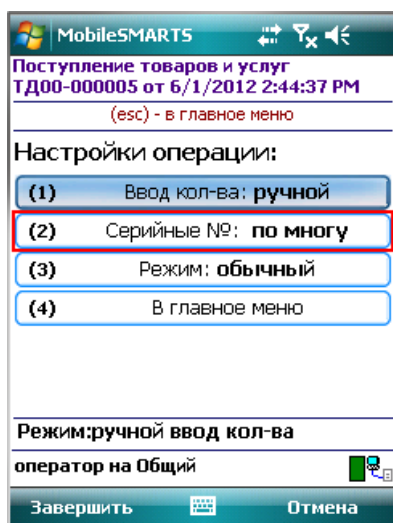 MobileSMARTS
Поступление товаров и услуг
ТД00-000005 от 6/1/2012 2:44:37 PM
(esc) - в главное меню
Настройки операции:
(1) Ввод кол-ва: ручной
(2) Серийные №: по многу
(3) Режим: обычный
(4) В главное меню
Режим:ручной ввод кол-ва
оператор на Общий
Завершить Отмена